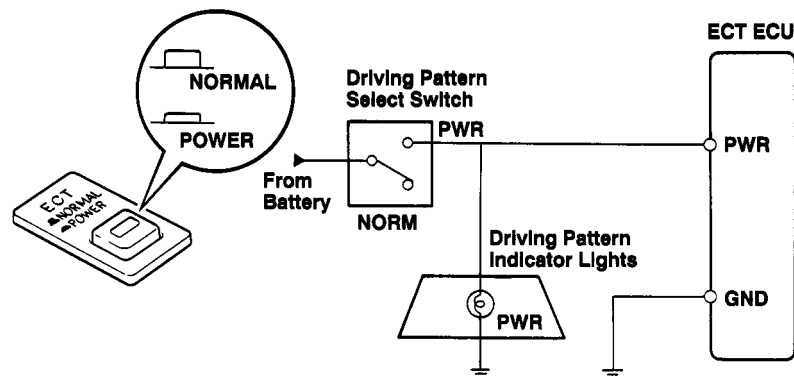 NORMAL
POWER
ECT
NORMAL
POWER
Driving Pattern
Select Switch
PWR
From
Battery
NORM
Driving Pattern
Indicator Lights
PWR
ECT ECU
PWR
GND